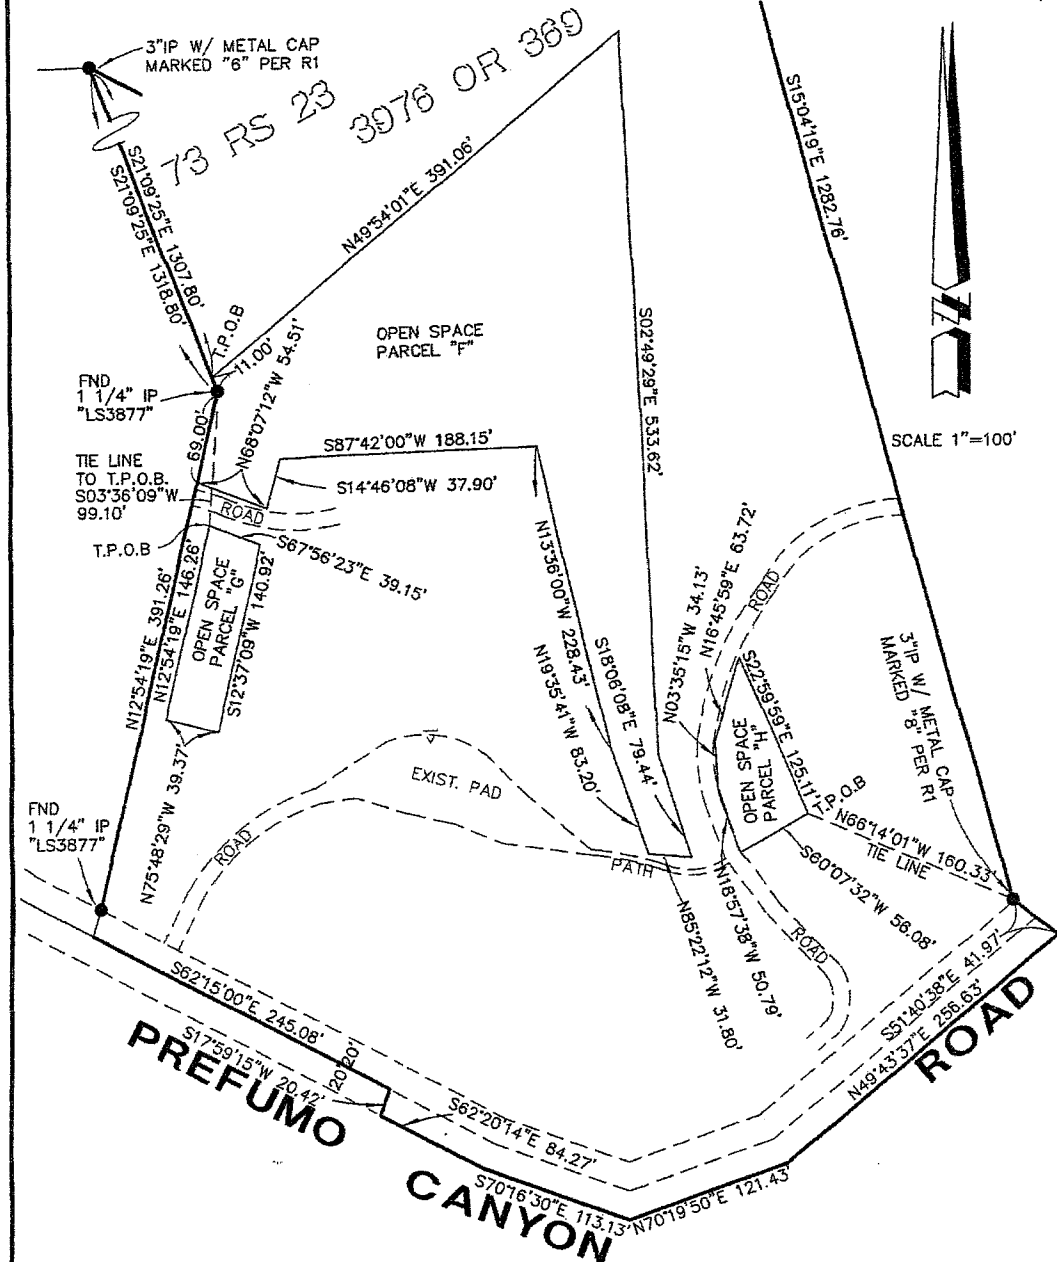 3"IP W/ METAL CAP
MARKED "6" PER R1
73 RS 23
3976 OR 369
S21°09'25"E 1307.80'
S21°09'25"E 1318.80'
N49°54'01"E 391.06'
S15°04'19"E 1282.76'
T.P.O.B
11.00'
OPEN SPACE
PARCEL "F"
FND
1 1/4" IP
"LS3877"
69.00'
N68°07'12"W 54.51'
S02°49'29"E 533.62'
SCALE 1"=100'
S87°42'00"W 188.15'
TIE LINE
TO T.P.O.B.
S03°36'09"W
99.10'
S14°46'08"W 37.90'
ROAD
T.P.O.B
S67°56'23"E 39.15'
N12°54'19"E 391.26'
N12°54'19"E 146.26'
OPEN SPACE
PARCEL "G"
S12°37'09"W 140.92'
N13°36'00"W 228.43'
S18°06'08"E 79.44'
N19°35'41"W 83.20'
N03°35'15"W 34.13'
N16°45'59"E 63.72'
ROAD
S22°59'59"E 125.11'
OPEN SPACE
PARCEL "H"
T.P.O.B
3"IP W/ METAL CAP
MARKED "8" PER R1
N66°14'01"W 160.33'
TIE LINE
EXIST. PAD
N75°48'29"W 39.37'
FND
1 1/4" IP
"LS3877"
ROAD
PATH
S60°07'32"W 56.08'
N18°57'38"W 50.79'
N85°22'12"W 31.80'
ROAD
S51°40'38"E 41.97'
N49°43'37"E 256.63'
ROAD
S62°15'00"E 245.08'
20'
20'
S17°59'15"W 20.42'
PREFUMO
S62°20'14"E 84.27'
CANYON
S70°16'30"E 113.13'
N70°19'50"E 121.43'